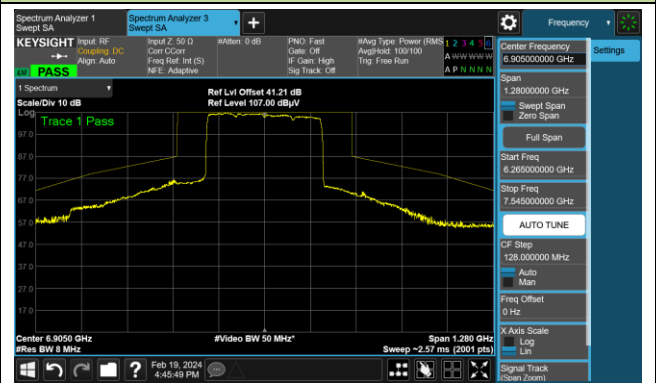 Spectrum Analyzer 1
Swept SA
Spectrum Analyzer 3
Swept SA
Frequency
KEYSIGHT
Input: RF
Coupling: DC
Align: Auto
Input Z: 50 Ω
Corr CCorr
Freq Ref: Int (S)
NFE: Adaptive
#Atten: 0 dB
PNO: Fast
Gate: Off
IF Gain: High
Sig Track: Off
#Avg Type: Power (RMS
Avg|Hold: 100/100
Trig: Free Run
1 2 3 4 5 6
A W W W W W
A P N N N N
PASS
1 Spectrum
Scale/Div 10 dB
Ref Lvl Offset 41.21 dB
Ref Level 107.00 dBµV
Log
Trace 1 Pass
97.0
87.0
77.0
67.0
57.0
47.0
37.0
27.0
17.0
Center 6.9050 GHz
#Res BW 8 MHz
#Video BW 50 MHz*
Span 1.280 GHz
Sweep ~2.57 ms (2001 pts)
Center Frequency
6.905000000 GHz
Settings
Span
1.28000000 GHz
Swept Span
Zero Span
Full Span
Start Freq
6.265000000 GHz
Stop Freq
7.545000000 GHz
AUTO TUNE
CF Step
128.000000 MHz
Auto
Man
Freq Offset
0 Hz
X Axis Scale
Log
Lin
Signal Track
(Span Zoom)
?
Feb 19, 2024
4:45:49 PM